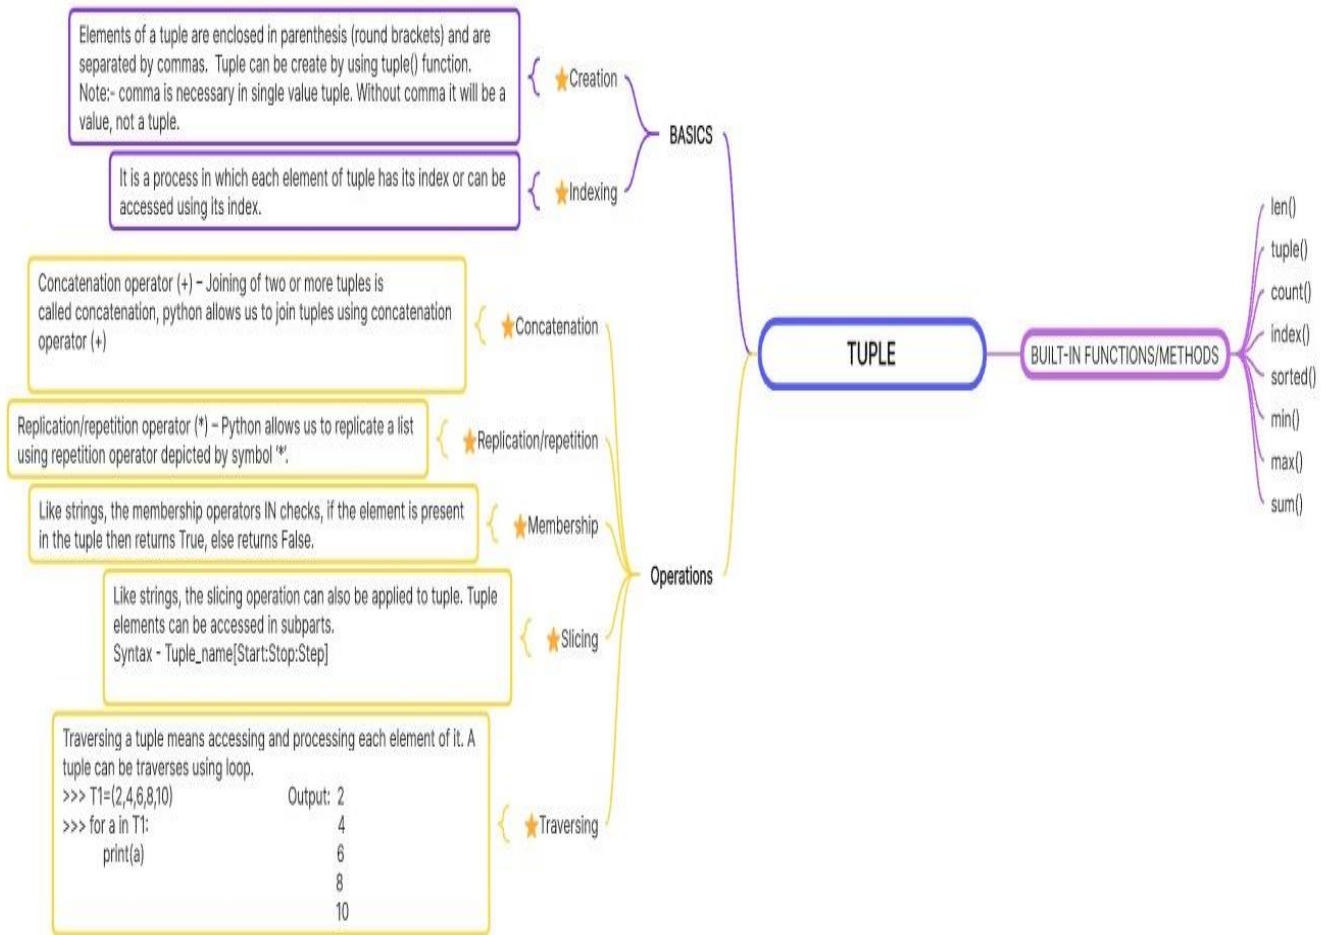 Elements of a tuple are enclosed in parenthesis (round brackets) and are
separated by commas.  Tuple can be create by using tuple() function.
Note:- comma is necessary in single value tuple. Without comma it will be a
value, not a tuple.
Creation
It is a process in which each element of tuple has its index or can be
accessed using its index.
Indexing
BASICS
Concatenation operator (+) – Joining of two or more tuples is
called concatenation, python allows us to join tuples using concatenation
operator (+)
Concatenation
Replication/repetition operator (*) – Python allows us to replicate a list
using repetition operator depicted by symbol '*'.
Replication/repetition
Like strings, the membership operators IN checks, if the element is present
in the tuple then returns True, else returns False.
Membership
Like strings, the slicing operation can also be applied to tuple. Tuple
elements can be accessed in subparts.
Syntax - Tuple_name[Start:Stop:Step]
Slicing
Traversing a tuple means accessing and processing each element of it. A
tuple can be traverses using loop.
>>> T1=(2,4,6,8,10) Output: 2
>>> for a in T1: 4
print(a) 6
8
10
Traversing
Operations
TUPLE
BUILT-IN FUNCTIONS/METHODS
len()
tuple()
count()
index()
sorted()
min()
max()
sum()